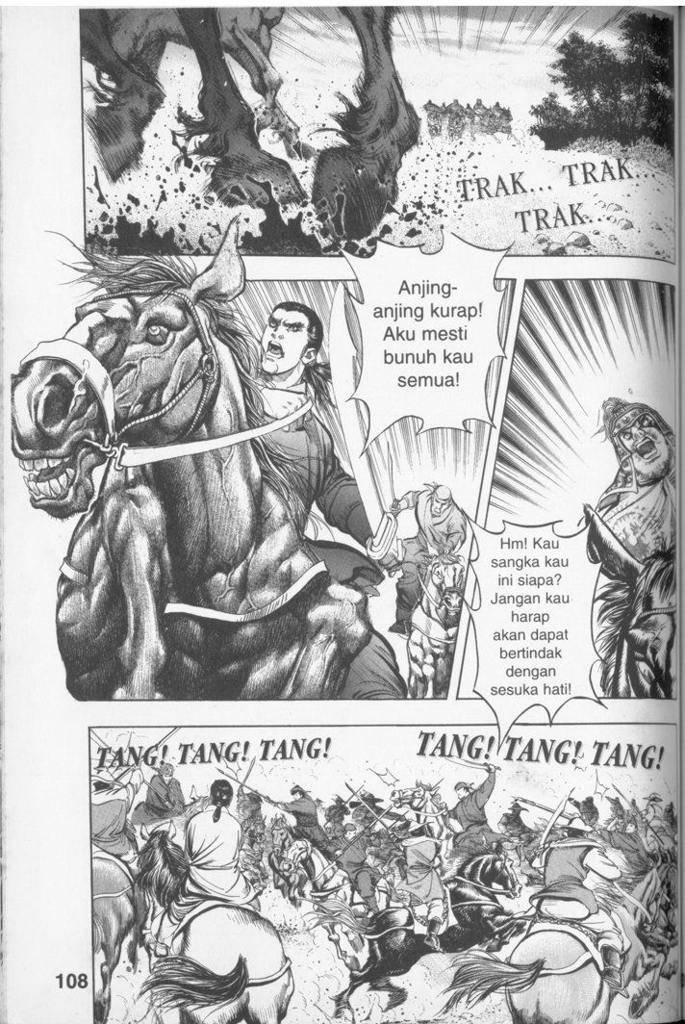 TRAK... TRAK...
TRAK...
Anjing-
anjing kurap!
Aku mesti
bunuh kau
semua!
Hm! Kau
sangka kau
ini siapa?
Jangan kau
harap
akan dapat
bertindak
dengan
sesuka hati!
TANG! TANG! TANG!
TANG! TANG! TANG!
108